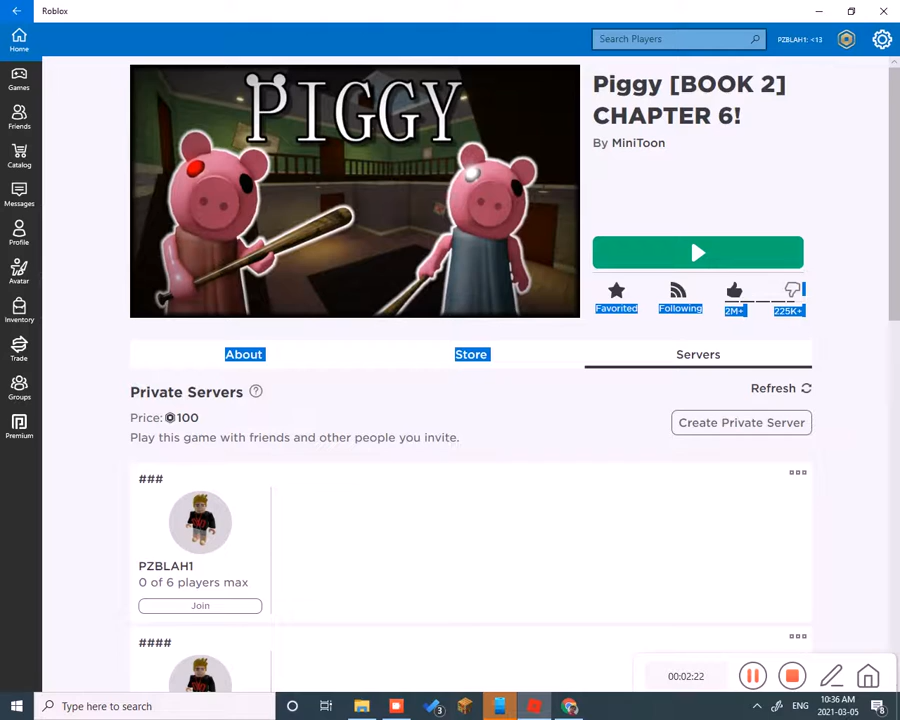 Roblox
Home
Search Players
PZBLAH1: <13
Games
Friends
Catalog
Messages
Profile
Avatar
Inventory
Trade
Groups
Premium
PIGGY
Piggy [BOOK 2]
CHAPTER 6!
By MiniToon
Favorited
Following
2M+
225K+
About
Store
Servers
Private Servers ?
Refresh
Price: 100
Create Private Server
Play this game with friends and other people you invite.
###
PZBLAH1
0 of 6 players max
Join
####
00:02:22
Type here to search
3
ENG
10:36 AM
2021-03-05
8